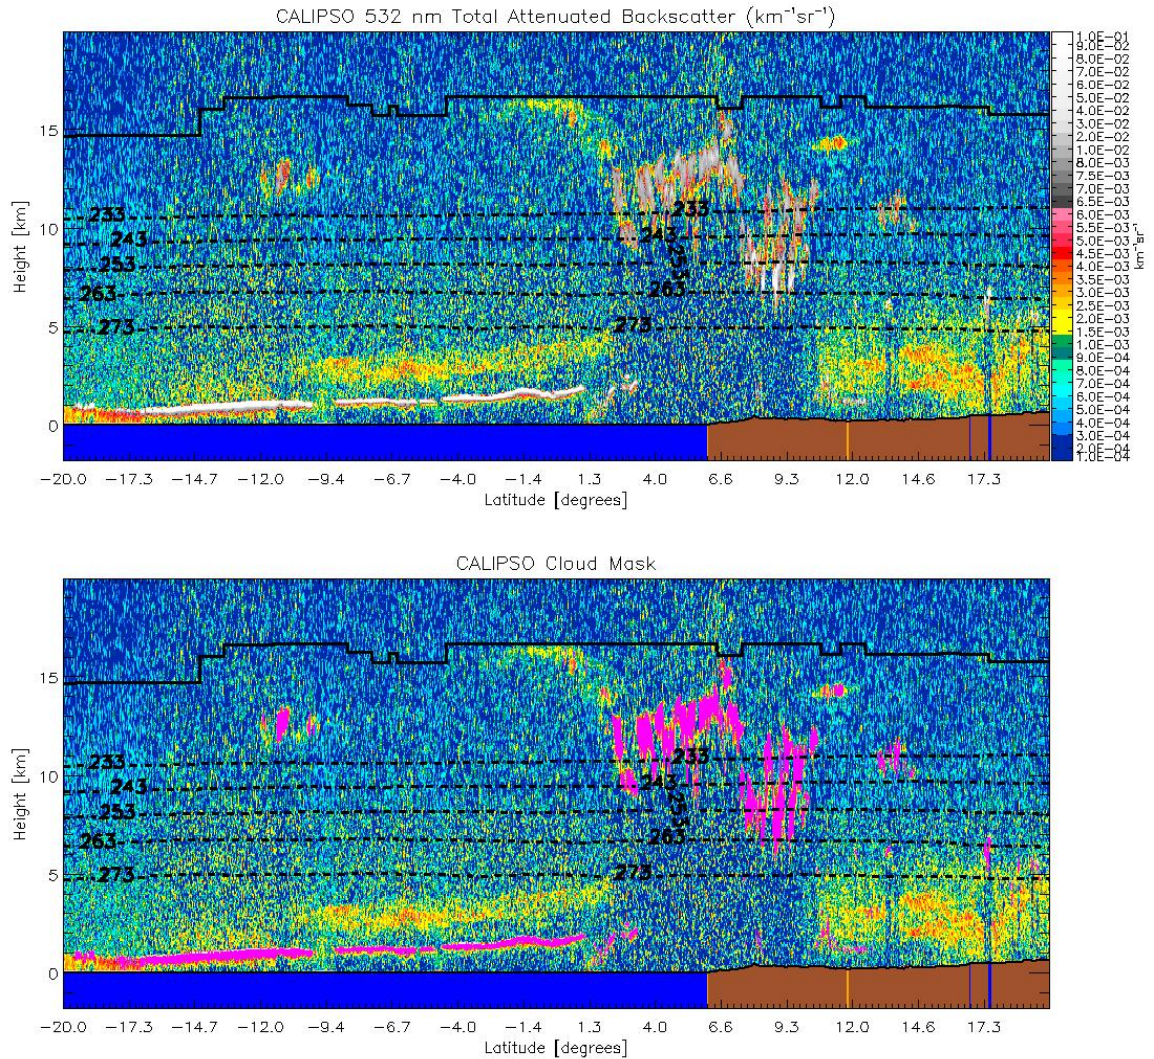 CALIPSO 532 nm Total Attenuated Backscatter (km⁻¹sr⁻¹)
1.0E-01
9.0E-02
8.0E-02
7.0E-02
6.0E-02
5.0E-02
4.0E-02
3.0E-02
2.0E-02
1.0E-02
8.0E-03
7.5E-03
7.0E-03
6.5E-03
6.0E-03
5.5E-03
5.0E-03
4.5E-03
4.0E-03
3.5E-03
3.0E-03
2.5E-03
2.0E-03
1.5E-03
1.0E-03
9.0E-04
8.0E-04
7.0E-04
6.0E-04
5.0E-04
4.0E-04
3.0E-04
2.0E-04
1.0E-04
km⁻¹sr⁻¹
Height [km]
15
10
5
0
233
243
253
263
273
233
243
253
263
273
-20.0 -17.3 -14.7 -12.0 -9.4 -6.7 -4.0 -1.4 1.3 4.0 6.6 9.3 12.0 14.6 17.3
Latitude [degrees]
CALIPSO Cloud Mask
Height [km]
15
10
5
0
233
243
253
263
273
233
243
253
263
273
-20.0 -17.3 -14.7 -12.0 -9.4 -6.7 -4.0 -1.4 1.3 4.0 6.6 9.3 12.0 14.6 17.3
Latitude [degrees]